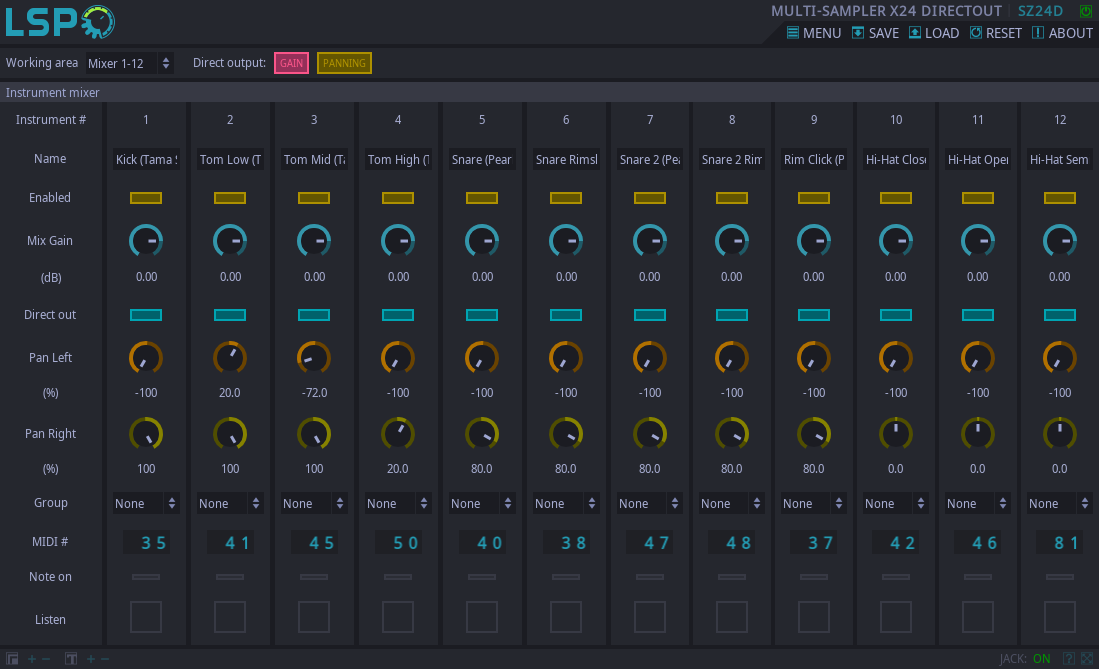 LSP MULTI-SAMPLER X24 DIRECTOUT SZ24D
MENU SAVE LOAD RESET ABOUT
Working area Mixer 1-12 Direct output: GAIN PANNING
Instrument mixer
Instrument # 1 2 3 4 5 6 7 8 9 10 11 12
Name Kick (Tama Tom Low (T Tom Mid (Ta Tom High (T Snare (Pear Snare Rimsl Snare 2 (Pea Snare 2 Rim Rim Click (P Hi-Hat Close Hi-Hat Open Hi-Hat Sem
Enabled
Mix Gain
(dB) 0.00 0.00 0.00 0.00 0.00 0.00 0.00 0.00 0.00 0.00 0.00 0.00
Direct out
Pan Left
(%) -100 20.0 -72.0 -100 -100 -100 -100 -100 -100 -100 -100 -100
Pan Right
(%) 100 100 100 20.0 80.0 80.0 80.0 80.0 80.0 0.0 0.0 0.0
Group None None None None None None None None None None None None
MIDI # 35 41 45 50 40 38 47 48 37 42 46 81
Note on
Listen
+ - T + - JACK: ON ?